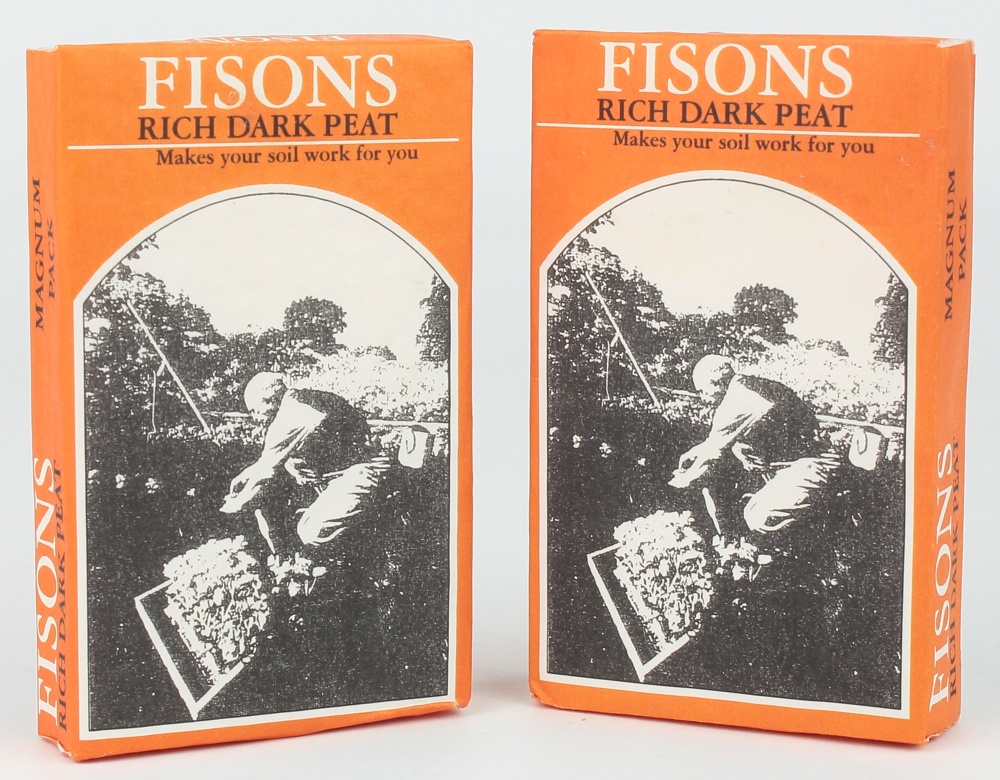 FISONS
FISONS
RICH DARK PEAT
Makes your soil work for you
MAGNUM
PACK
FISONS
RICH DARK PEAT
FISONS
RICH DARK PEAT
Makes your soil work for you
MAGNUM
PACK
FISONS
RICH DARK PEAT